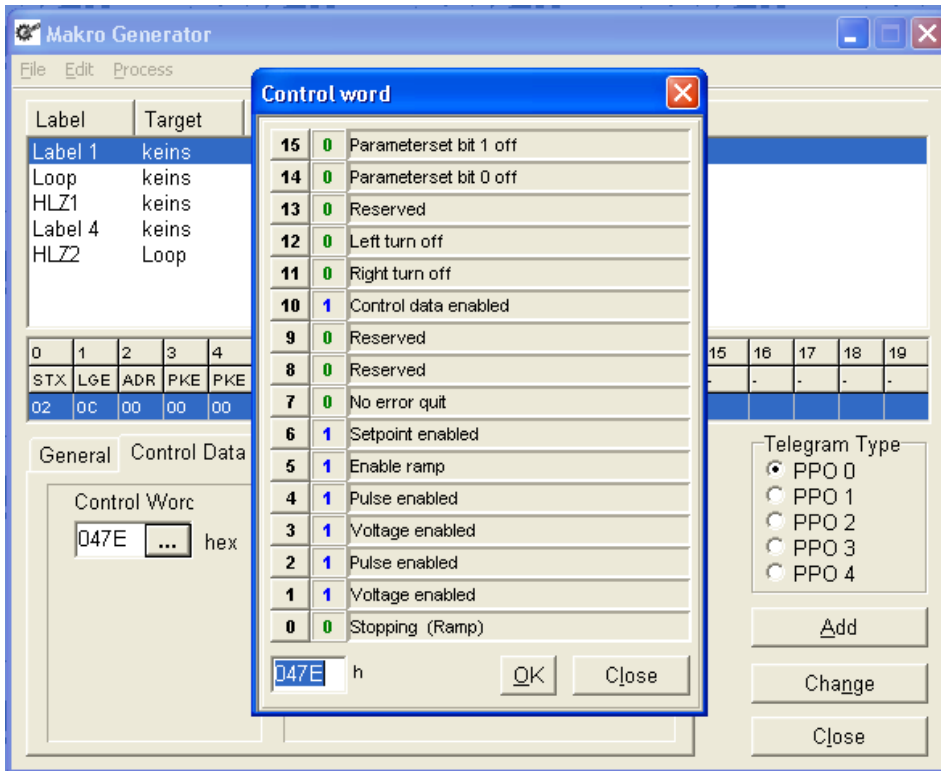 Makro Generator
File Edit Process
Label Target
Label 1 keins
Loop keins
HLZ1 keins
Label 4 keins
HLZ2 Loop
0 1 2 3 4 15 16 17 18 19
STX LGE ADR PKE PKE - - - - -
02 0C 00 00 00
General Control Data
Control Worc
047E ... hex
Control word
15 0 Parameterset bit 1 off
14 0 Parameterset bit 0 off
13 0 Reserved
12 0 Left turn off
11 0 Right turn off
10 1 Control data enabled
9 0 Reserved
8 0 Reserved
7 0 No error quit
6 1 Setpoint enabled
5 1 Enable ramp
4 1 Pulse enabled
3 1 Voltage enabled
2 1 Pulse enabled
1 1 Voltage enabled
0 0 Stopping (Ramp)
047E h OK Close
Telegram Type
PPO 0
PPO 1
PPO 2
PPO 3
PPO 4
Add
Change
Close